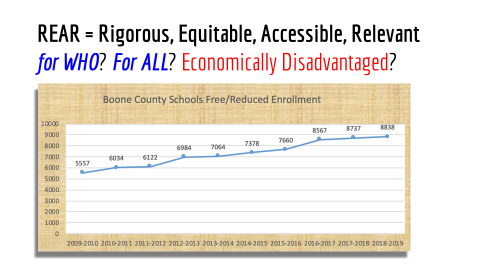 REAR = Rigorous, Equitable, Accessible, Relevant
for WHO? For ALL? Economically Disadvantaged?
Boone County Schools Free/Reduced Enrollment
10000
9000
8000
7000
6000
5000
4000
3000
2000
1000
0
5557 6034 6122 6984 7064 7378 7660 8567 8737 8838
2009-2010 2010-2011 2011-2012 2012-2013 2013-2014 2014-2015 2015-2016 2016-2017 2017-2018 2018-2019